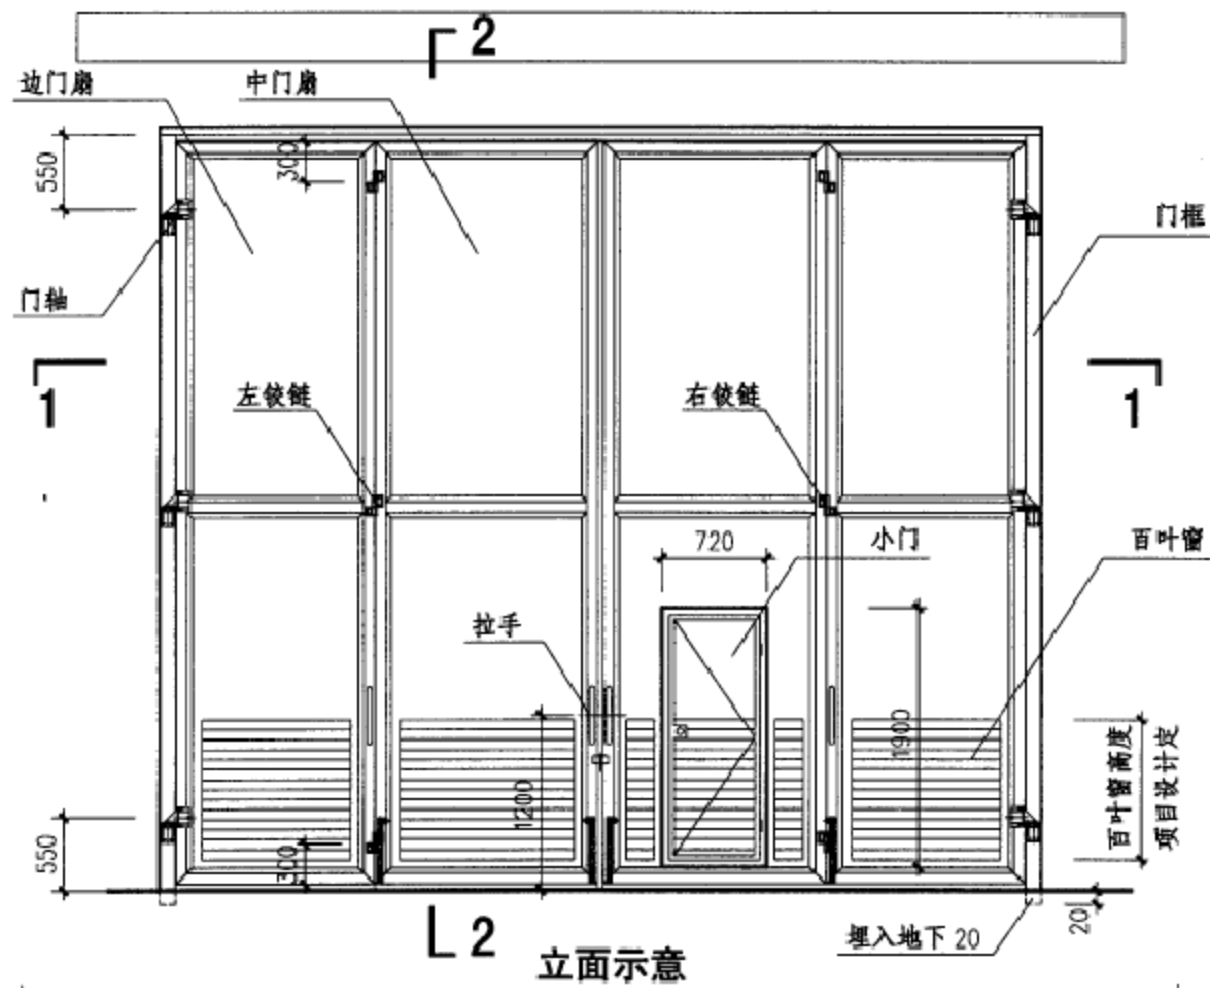 2
边门扇
中门扇
550
300
门框
门轴
1
左铰链
右铰链
1
720
小门
百叶窗
拉手
1900
1200
百叶窗高度
项目设计定
550
300
20
埋入地下 20
2
立面示意